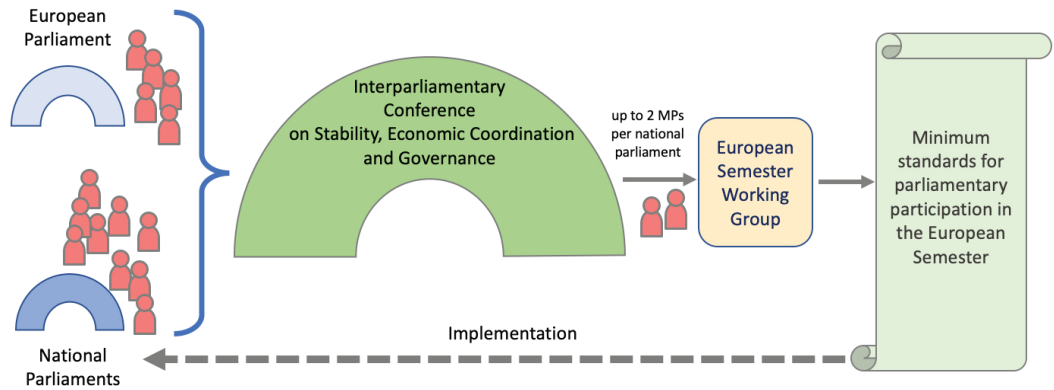 European
Parliament
National
Parliaments
Interparliamentary
Conference
on Stability, Economic Coordination
and Governance
up to 2 MPs
per national
parliament
European
Semester
Working
Group
Minimum
standards for
parliamentary
participation in
the European
Semester
Implementation